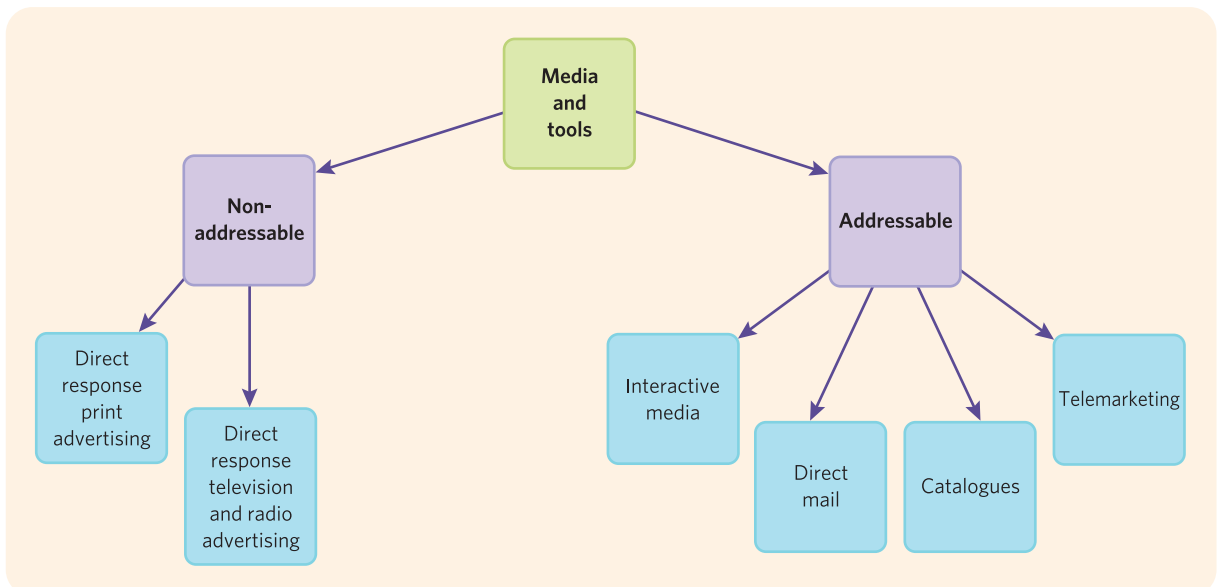 Media
and
tools
Non-
addressable
Addressable
Direct
response
print
advertising
Direct
response
television
and radio
advertising
Interactive
media
Direct
mail
Catalogues
Telemarketing